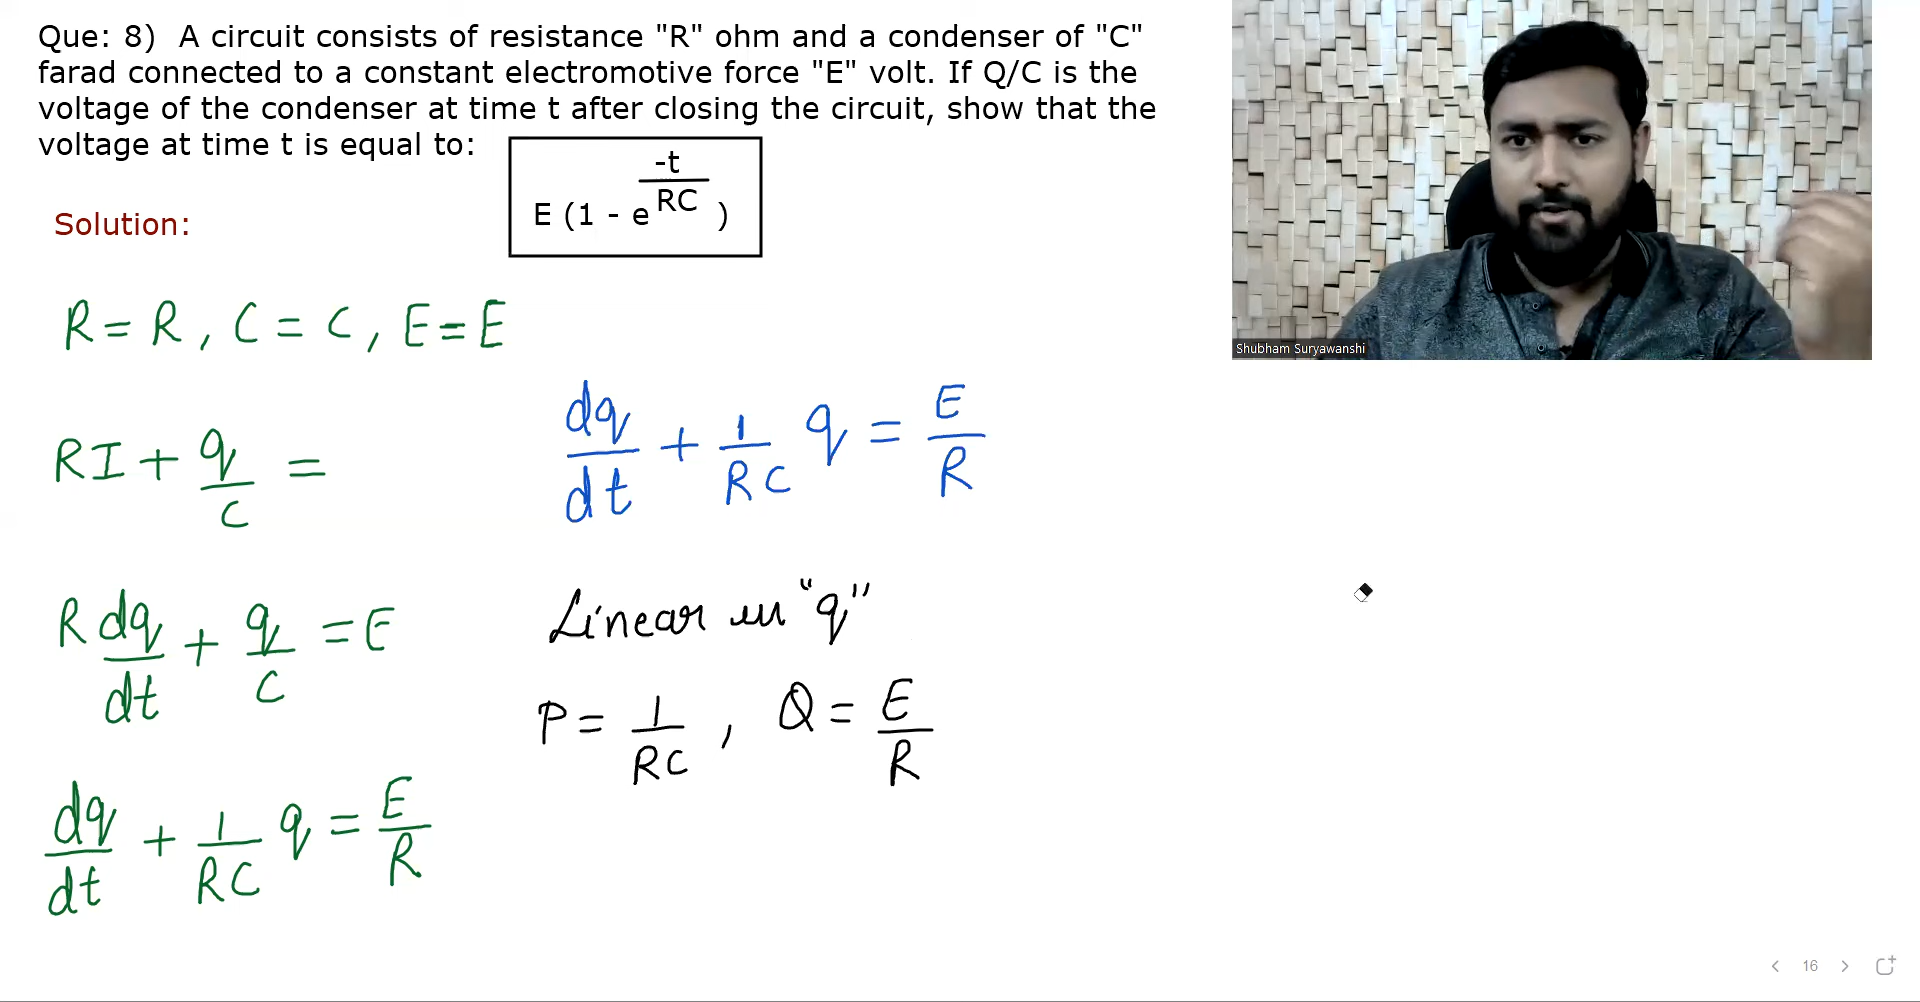 Que: 8) A circuit consists of resistance "R" ohm and a condenser of "C"
farad connected to a constant electromotive force "E" volt. If Q/C is the
voltage of the condenser at time t after closing the circuit, show that the
voltage at time t is equal to:
E (1 - e^(-t/RC) )
Solution:
R = R , C = C , E = E
RI + q/C =
R dq/dt + q/C = E
dq/dt + 1/RC q = E/R
dq/dt + 1/RC q = E/R
Linear in "q"
P = 1/RC , Q = E/R
Shubham Suryawanshi
16